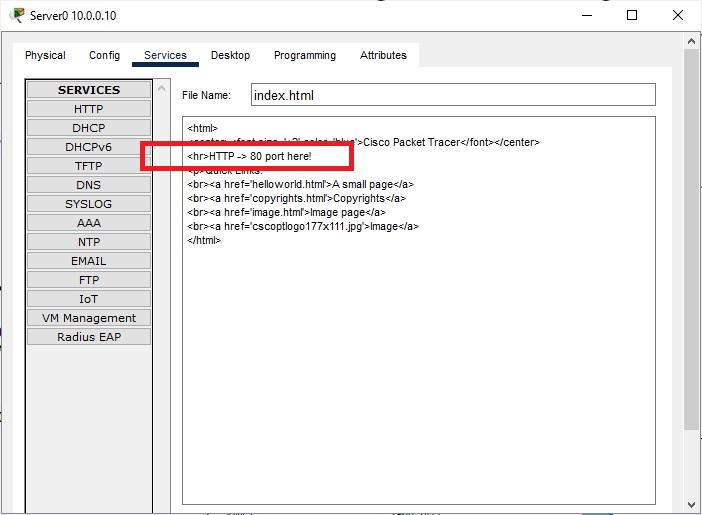 Server0 10.0.0.10
Physical Config Services Desktop Programming Attributes
SERVICES
HTTP
DHCP
DHCPv6
TFTP
DNS
SYSLOG
AAA
NTP
EMAIL
FTP
IoT
VM Management
Radius EAP
File Name: index.html
<html>
Cisco Packet Tracer</font></center>
<hr>HTTP -> 80 port here!
Quick Links:
<br><a href='helloworld.html'>A small page</a>
<br><a href='copyrights.html'>Copyrights</a>
<br><a href='image.html'>Image page</a>
<br><a href='cscoptlogo177x111.jpg'>Image</a>
</html>